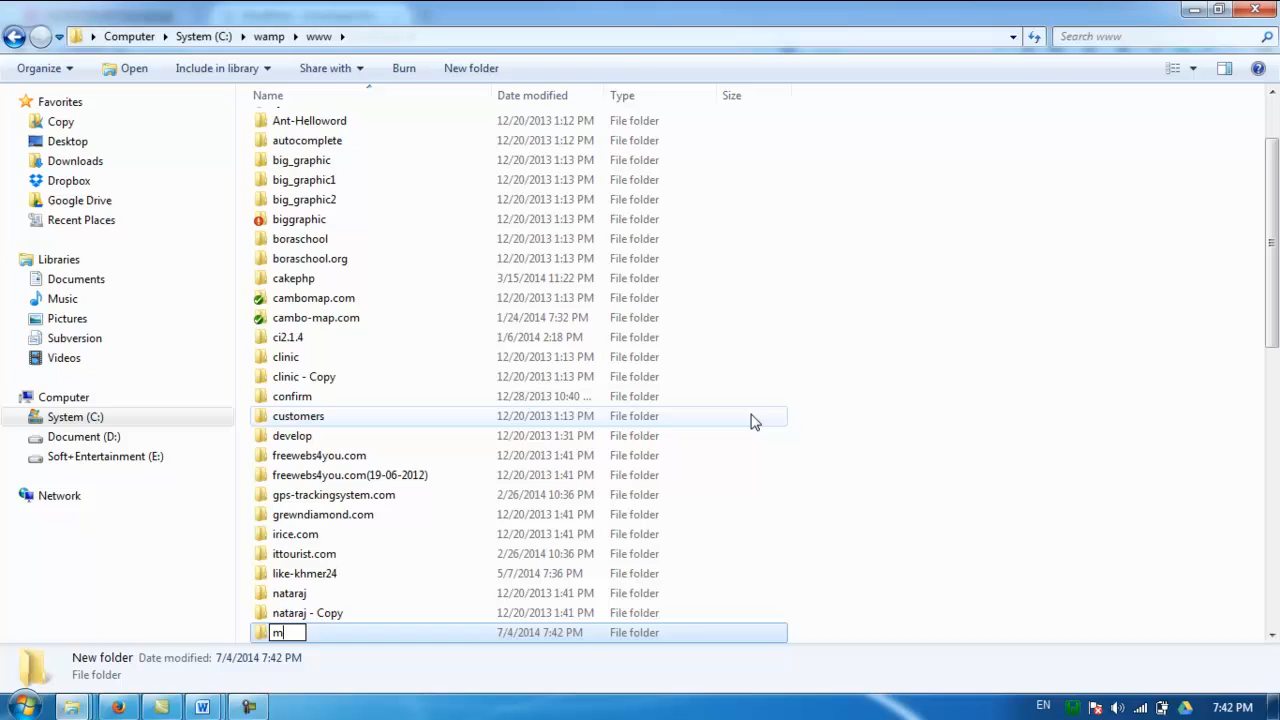 Computer System (C:) wamp www Search www
Organize Open Include in library Share with Burn New folder
Name Date modified Type Size
Favorites
Copy
Desktop
Downloads
Dropbox
Google Drive
Recent Places
Libraries
Documents
Music
Pictures
Subversion
Videos
Computer
System (C:)
Document (D:)
Soft+Entertainment (E:)
Network
Ant-Helloword 12/20/2013 1:12 PM File folder
autocomplete 12/20/2013 1:12 PM File folder
big_graphic 12/20/2013 1:13 PM File folder
big_graphic1 12/20/2013 1:13 PM File folder
big_graphic2 12/20/2013 1:13 PM File folder
biggraphic 12/20/2013 1:13 PM File folder
boraschool 12/20/2013 1:13 PM File folder
boraschool.org 12/20/2013 1:13 PM File folder
cakephp 3/15/2014 11:22 PM File folder
cambomap.com 12/20/2013 1:13 PM File folder
cambo-map.com 1/24/2014 7:32 PM File folder
ci2.1.4 1/6/2014 2:18 PM File folder
clinic 12/20/2013 1:13 PM File folder
clinic - Copy 12/20/2013 1:13 PM File folder
confirm 12/28/2013 10:40 ... File folder
customers 12/20/2013 1:13 PM File folder
develop 12/20/2013 1:31 PM File folder
freewebs4you.com 12/20/2013 1:41 PM File folder
freewebs4you.com(19-06-2012) 12/20/2013 1:41 PM File folder
gps-trackingsystem.com 2/26/2014 10:36 PM File folder
grewndiamond.com 12/20/2013 1:41 PM File folder
irice.com 12/20/2013 1:41 PM File folder
ittourist.com 2/26/2014 10:36 PM File folder
like-khmer24 5/7/2014 7:36 PM File folder
nataraj 12/20/2013 1:41 PM File folder
nataraj - Copy 12/20/2013 1:41 PM File folder
m 7/4/2014 7:42 PM File folder
New folder Date modified: 7/4/2014 7:42 PM
File folder
EN 7:42 PM